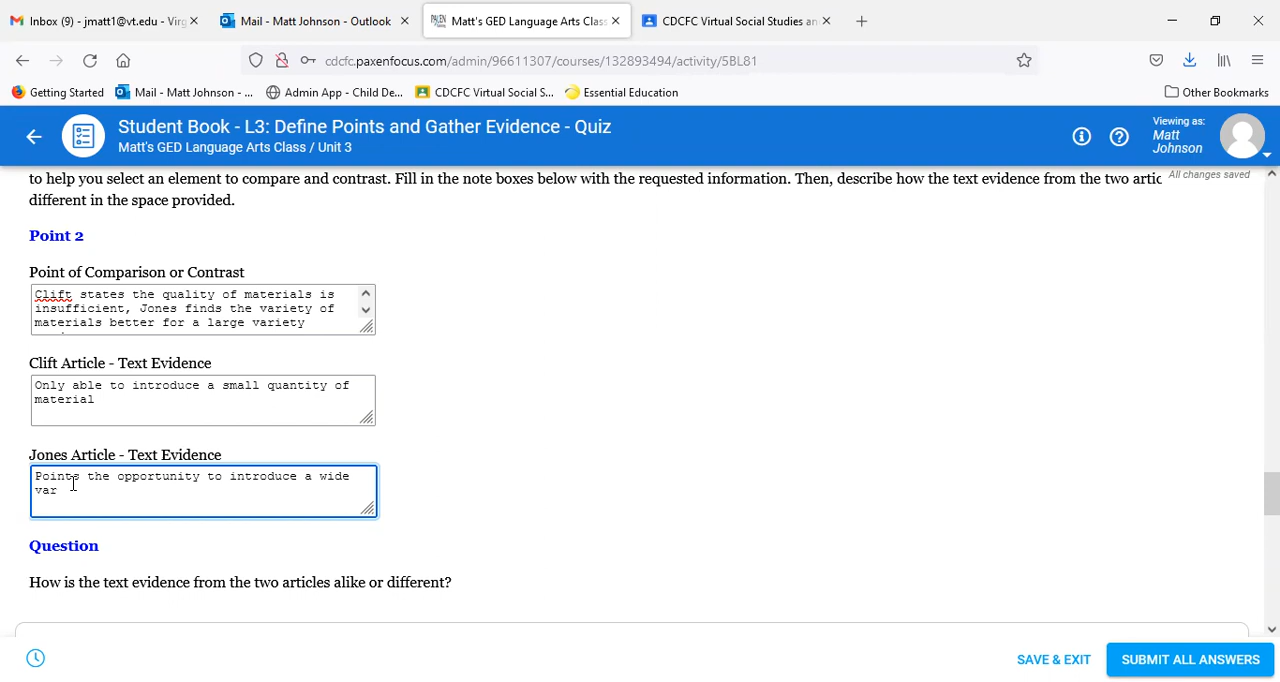 Inbox (9) - jmatt1@vt.edu - Virg
Mail - Matt Johnson - Outlook
PAXEN
Matt's GED Language Arts Class
CDCFC Virtual Social Studies an
cdcfc.paxenfocus.com/admin/96611307/courses/132893494/activity/5BL81
Getting Started
Mail - Matt Johnson - ...
Admin App - Child De...
CDCFC Virtual Social S...
Essential Education
Other Bookmarks
Student Book - L3: Define Points and Gather Evidence - Quiz
Matt's GED Language Arts Class / Unit 3
Viewing as:
Matt
Johnson
All changes saved
to help you select an element to compare and contrast. Fill in the note boxes below with the requested information. Then, describe how the text evidence from the two artic
different in the space provided.
Point 2
Point of Comparison or Contrast
Clift states the quality of materials is
insufficient, Jones finds the variety of
materials better for a large variety
Clift Article - Text Evidence
Only able to introduce a small quantity of
material
Jones Article - Text Evidence
Points the opportunity to introduce a wide
var
Question
How is the text evidence from the two articles alike or different?
SAVE & EXIT
SUBMIT ALL ANSWERS